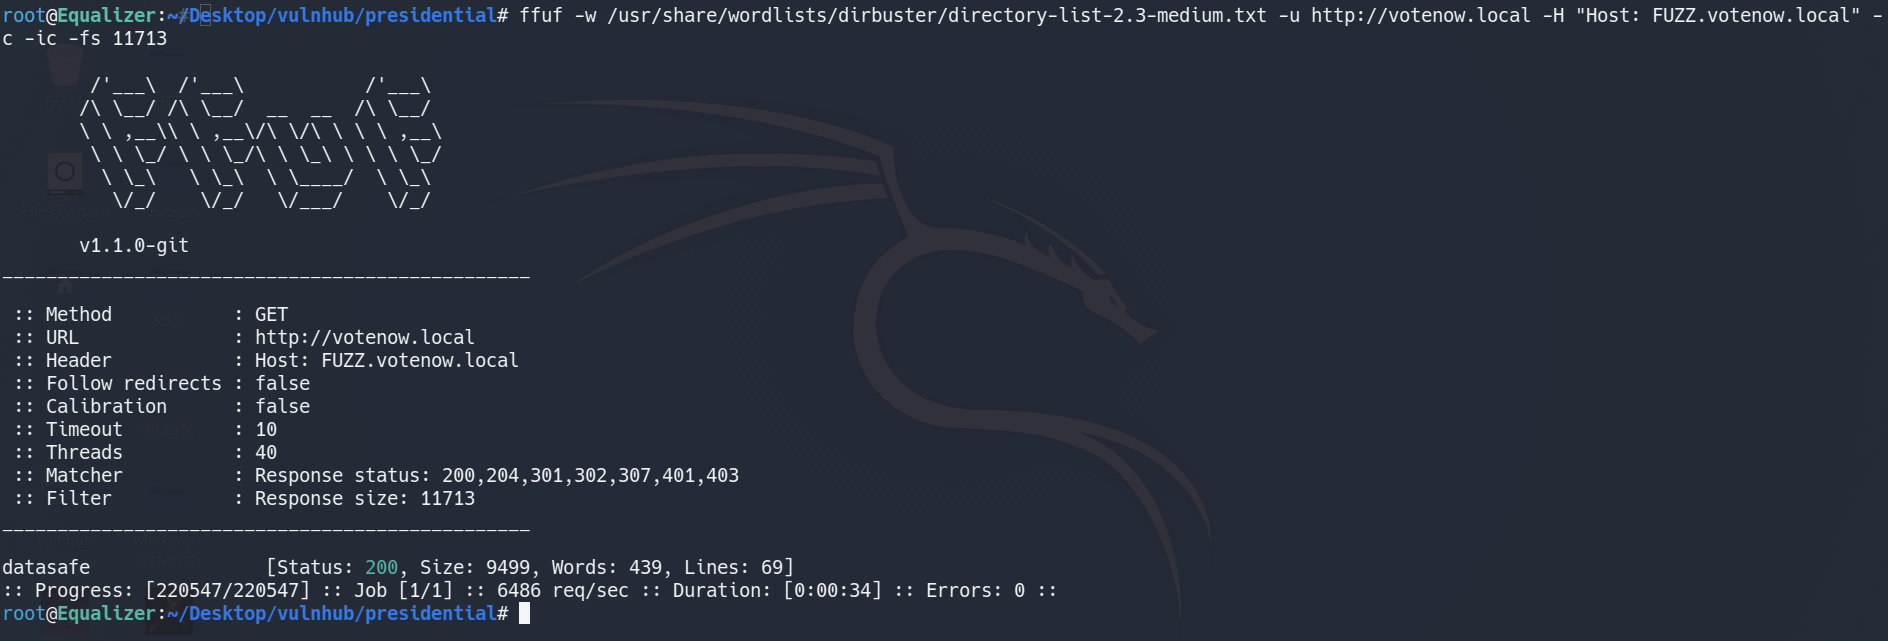 root@Equalizer:~/Desktop/vulnhub/presidential# ffuf -w /usr/share/wordlists/dirbuster/directory-list-2.3-medium.txt -u http://votenow.local -H "Host: FUZZ.votenow.local" -
c -ic -fs 11713
        /'___\  /'___\           /'___\
       /\ \__/ /\ \__/  __  __  /\ \__/
       \ \ ,__\\ \ ,__\/\ \/\ \ \ \ ,__\
        \ \ \_/ \ \ \_/\ \ \_\ \ \ \ \_/
         \ \_\   \ \_\  \ \____/  \ \_\
          \/_/    \/_/   \/___/    \/_/
       v1.1.0-git
________________________________________________
 :: Method           : GET
 :: URL              : http://votenow.local
 :: Header           : Host: FUZZ.votenow.local
 :: Follow redirects : false
 :: Calibration      : false
 :: Timeout          : 10
 :: Threads          : 40
 :: Matcher          : Response status: 200,204,301,302,307,401,403
 :: Filter           : Response size: 11713
________________________________________________
datasafe                [Status: 200, Size: 9499, Words: 439, Lines: 69]
:: Progress: [220547/220547] :: Job [1/1] :: 6486 req/sec :: Duration: [0:00:34] :: Errors: 0 ::
root@Equalizer:~/Desktop/vulnhub/presidential#